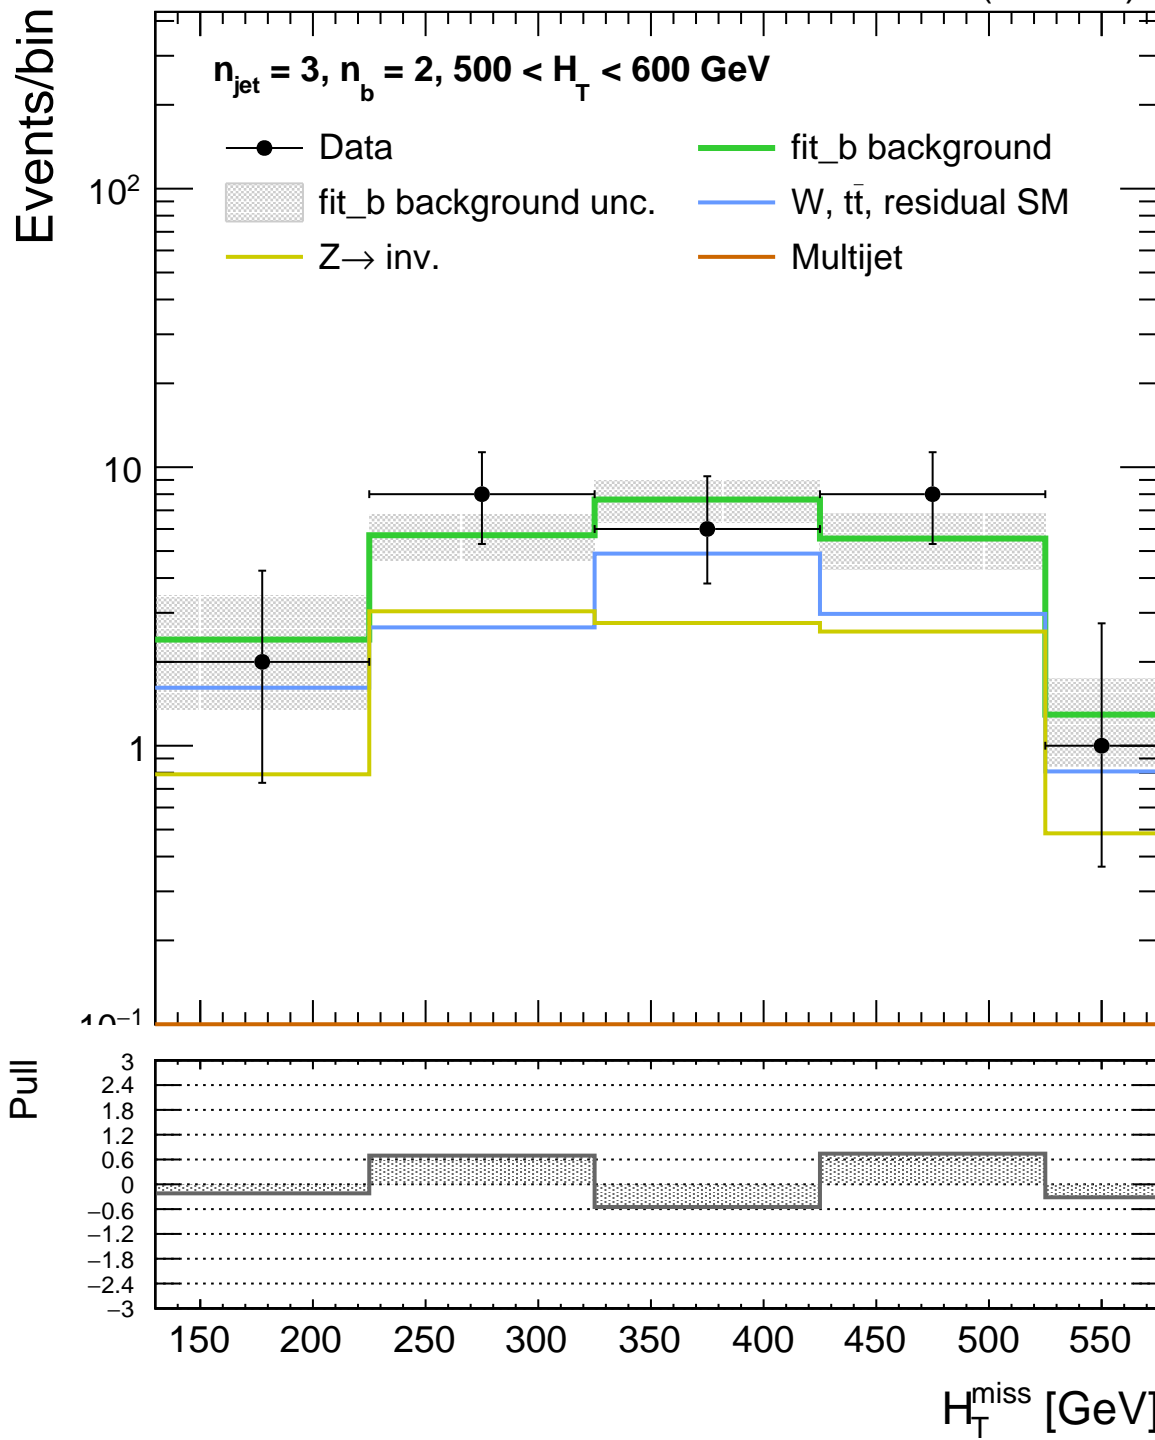 Events/bin
n_jet = 3, n_b = 2, 500 < H_T < 600 GeV
Data
fit_b background
fit_b background unc.
W, tt̄, residual SM
Z→ inv.
Multijet
10²
10
1
10⁻¹
Pull
3
2.4
1.8
1.2
0.6
0
−0.6
−1.2
−1.8
−2.4
−3
150 200 250 300 350 400 450 500 550
H_T^miss [GeV]